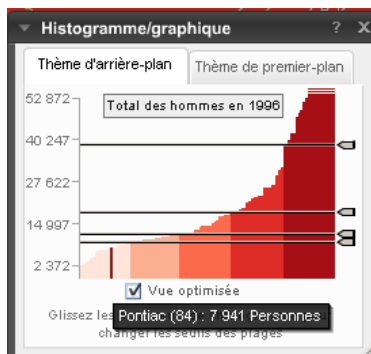 Histogramme/graphique ? X
Thème d'arrière-plan Thème de premier-plan
52 872
Total des hommes en 1996
40 247
27 622
14 997
2 372
Vue optimisée
Glissez les
Pontiac (84) : 7 941 Personnes
changer les seuils des plages